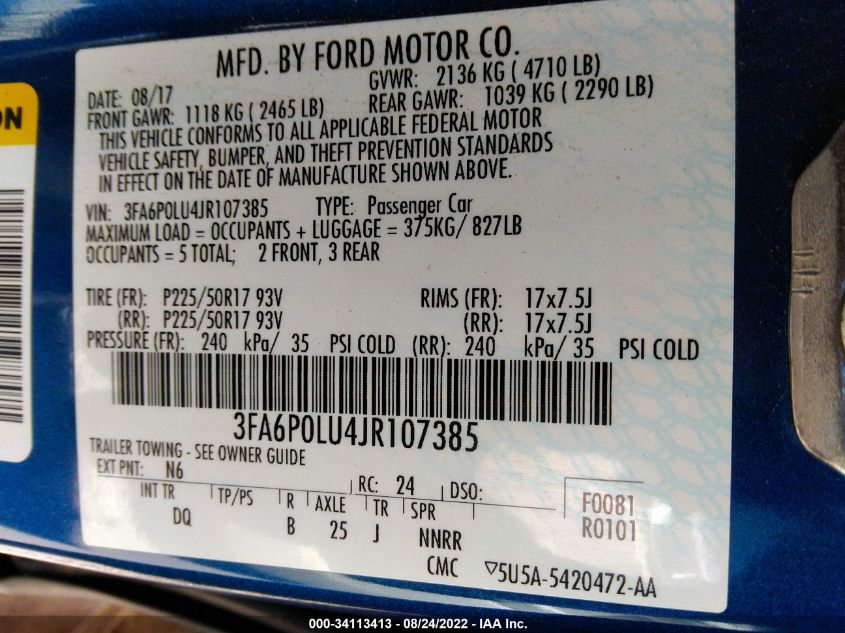 MFD. BY FORD MOTOR CO.
DATE: 08/17 GVWR: 2136 KG ( 4710 LB)
FRONT GAWR: 1118 KG ( 2465 LB) REAR GAWR: 1039 KG ( 2290 LB)
THIS VEHICLE CONFORMS TO ALL APPLICABLE FEDERAL MOTOR
VEHICLE SAFETY, BUMPER, AND THEFT PREVENTION STANDARDS
IN EFFECT ON THE DATE OF MANUFACTURE SHOWN ABOVE.
VIN: 3FA6P0LU4JR107385 TYPE: Passenger Car
MAXIMUM LOAD = OCCUPANTS + LUGGAGE = 375KG/ 827LB
OCCUPANTS = 5 TOTAL; 2 FRONT, 3 REAR
TIRE (FR): P225/50R17 93V RIMS (FR): 17x7.5J
(RR): P225/50R17 93V (RR): 17x7.5J
PRESSURE (FR): 240 kPa/ 35 PSI COLD (RR): 240 kPa/ 35 PSI COLD
3FA6P0LU4JR107385
TRAILER TOWING - SEE OWNER GUIDE
EXT PNT: N6 RC: 24 DSO:
INT TR TP/PS R AXLE TR SPR
DQ B 25 J NNRR
F0081
R0101
CMC ▽5U5A-5420472-AA
000-34113413 - 08/24/2022 - IAA Inc.